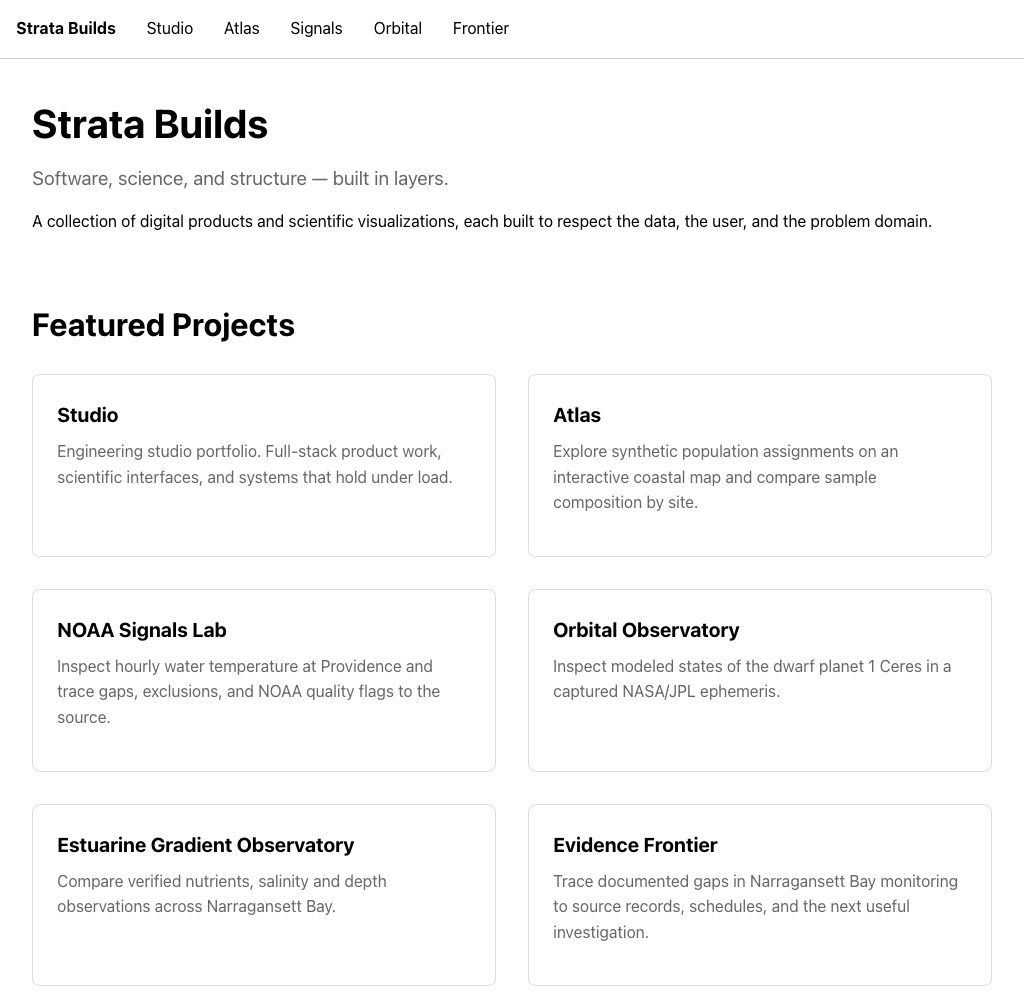 Strata Builds Studio Atlas Signals Orbital Frontier
Strata Builds
Software, science, and structure — built in layers.
A collection of digital products and scientific visualizations, each built to respect the data, the user, and the problem domain.
Featured Projects
Studio
Engineering studio portfolio. Full-stack product work,
scientific interfaces, and systems that hold under load.
Atlas
Explore synthetic population assignments on an
interactive coastal map and compare sample
composition by site.
NOAA Signals Lab
Inspect hourly water temperature at Providence and
trace gaps, exclusions, and NOAA quality flags to the
source.
Orbital Observatory
Inspect modeled states of the dwarf planet 1 Ceres in a
captured NASA/JPL ephemeris.
Estuarine Gradient Observatory
Compare verified nutrients, salinity and depth
observations across Narragansett Bay.
Evidence Frontier
Trace documented gaps in Narragansett Bay monitoring
to source records, schedules, and the next useful
investigation.